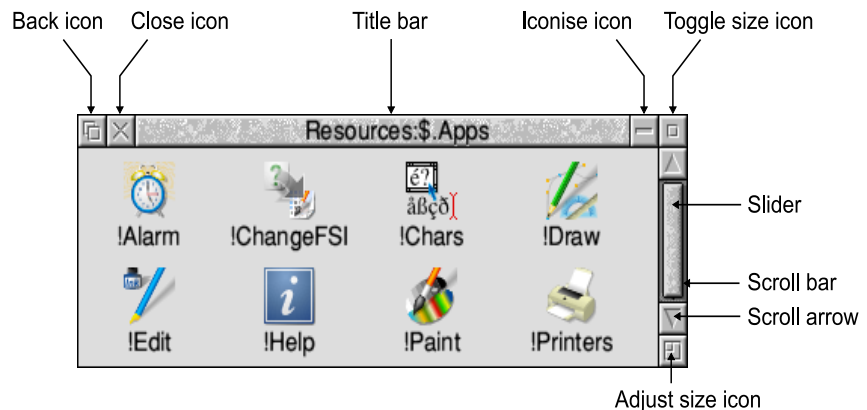 Back icon Close icon Title bar Iconise icon Toggle size icon
Resources:$.Apps
é?
åßçð
!Alarm !ChangeFSI !Chars !Draw
Slider
Scroll bar
Scroll arrow
?
i
!Edit !Help !Paint !Printers
Adjust size icon